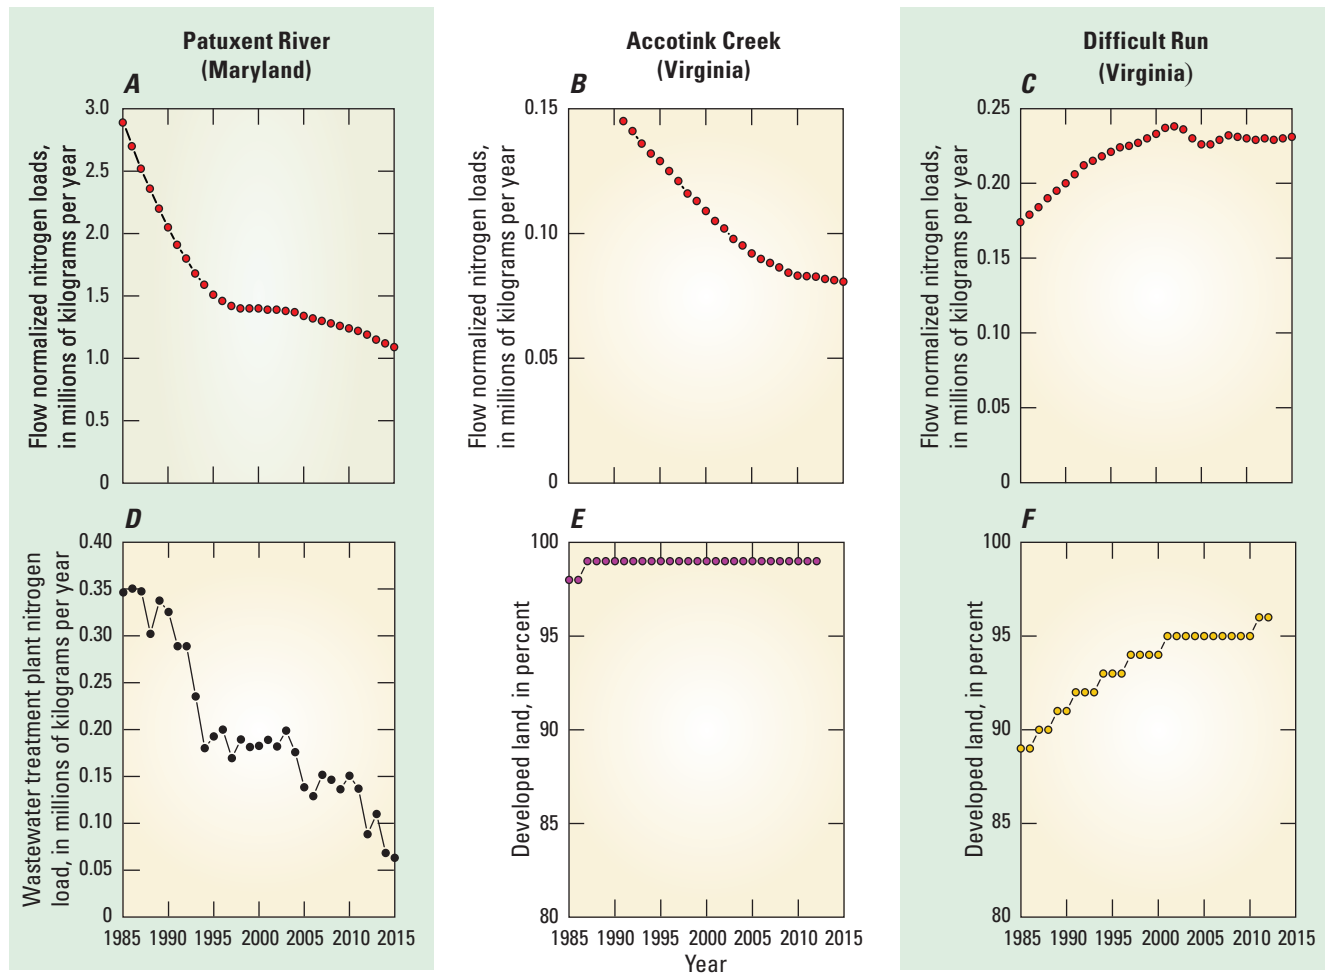 Patuxent River
(Maryland)
A
3.0
2.5
2.0
1.5
1.0
0.5
0
Flow normalized nitrogen loads,
in millions of kilograms per year
Accotink Creek
(Virginia)
B
0.15
0.10
0.05
0
Flow normalized nitrogen loads,
in millions of kilograms per year
Difficult Run
(Virginia)
C
0.25
0.20
0.15
0.10
0.05
0
Flow normalized nitrogen loads,
in millions of kilograms per year
D
0.40
0.35
0.30
0.25
0.20
0.15
0.10
0.05
0
Wastewater treatment plant nitrogen
load, in millions of kilograms per year
1985 1990 1995 2000 2005 2010 2015
E
100
95
90
85
80
Developed land, in percent
1985 1990 1995 2000 2005 2010 2015
Year
F
100
95
90
85
80
Developed land, in percent
1985 1990 1995 2000 2005 2010 2015